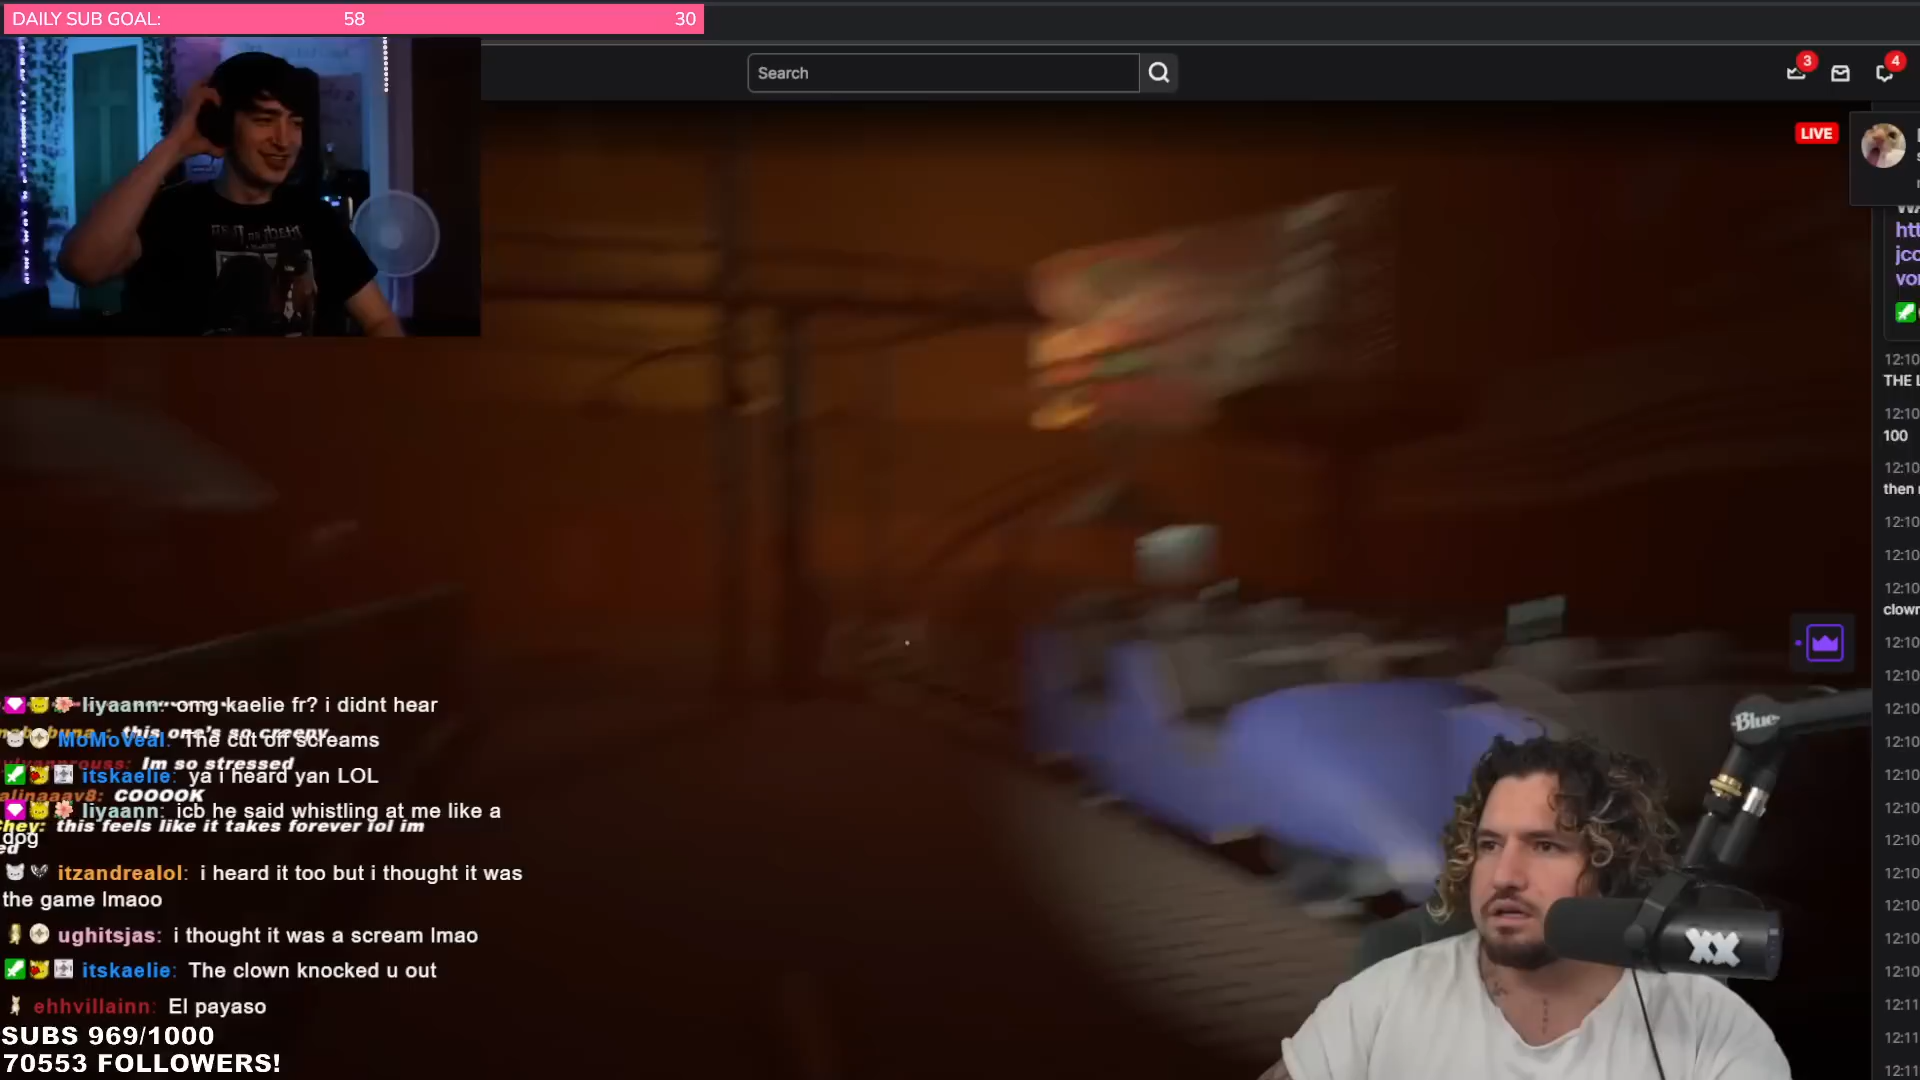 DAILY SUB GOAL: 58 30
Search
3
4
LIVE
htt
jcc
THE L
12:10
100
12:10
then
12:10
12:10
12:10
clown
12:10
12:10
12:10
12:10
12:10
12:10
12:10
12:10
12:10
12:10
12:10
12:11
12:11
12:11
liyaann: omg kaelie fr? i didnt hear
: this one's so creepy
MoMoVeal: The cut off screams
Im so stressed
itskaelie: ya i heard yan LOL
alinaaav8: COOOOK
liyaann: icb he said whistling at me like a
dog
hey: this feels like it takes forever lol im
ed
itzandrealol: i heard it too but i thought it was
the game lmaoo
ughitsjas: i thought it was a scream lmao
itskaelie: The clown knocked u out
ehhvillainn: El payaso
SUBS 969/1000
70553 FOLLOWERS!
Blue
XX